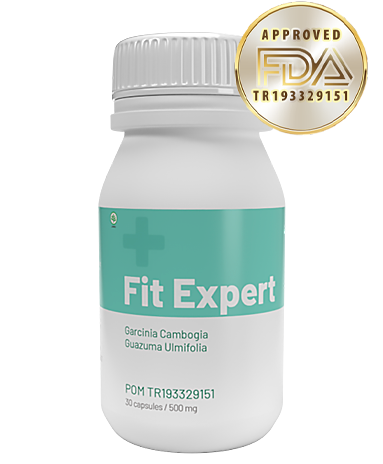 APPROVED
FDA
TR193329151
Fit Expert
Garcinia Cambogia
Guazuma Ulmifolia
POM TR193329151
30 capsules / 500 mg